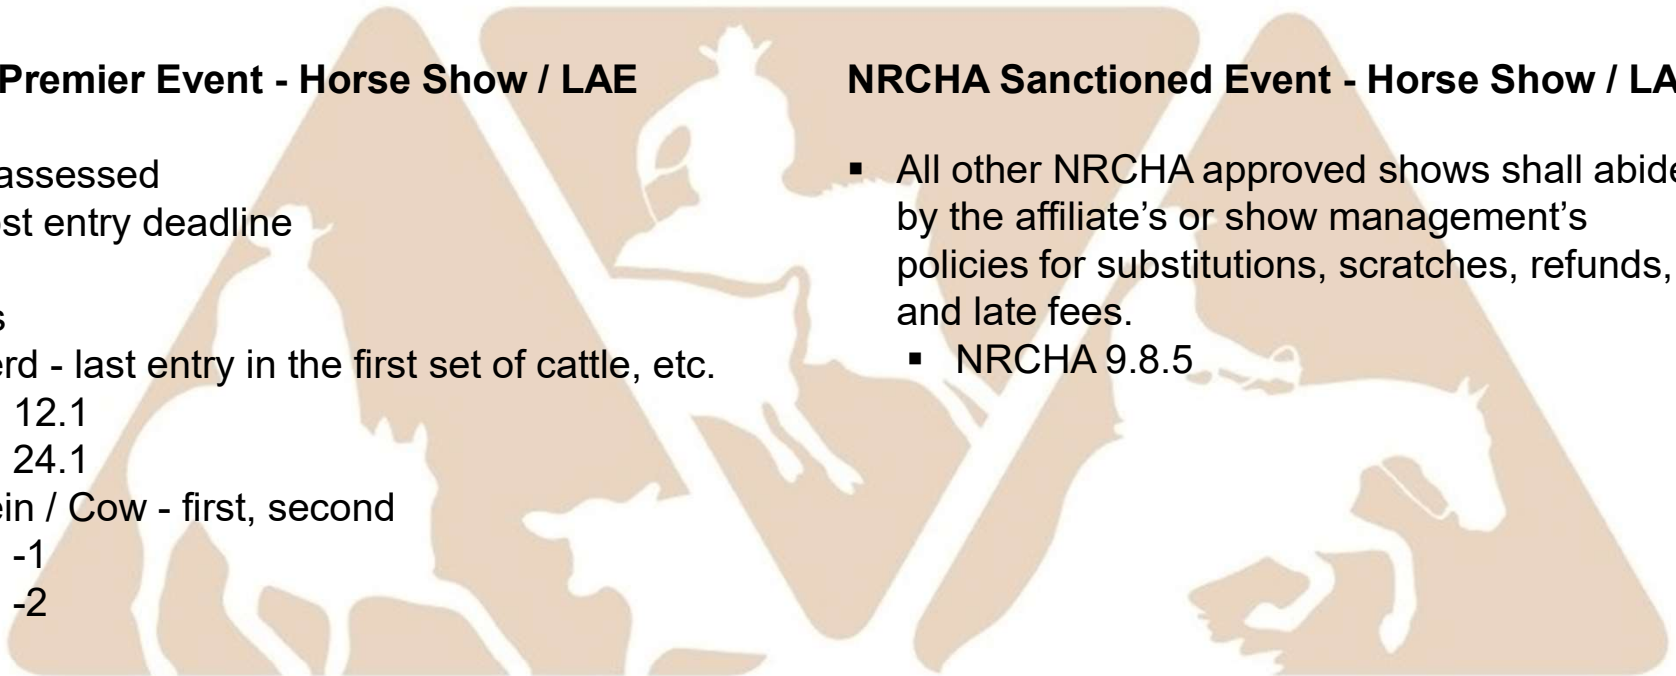 Premier Event - Horse Show / LAE
assessed
st entry deadline
s
erd - last entry in the first set of cattle, etc.
12.1
24.1
ein / Cow - first, second
-1
-2
NRCHA Sanctioned Event - Horse Show / LA
▪ All other NRCHA approved shows shall abide
by the affiliate’s or show management’s
policies for substitutions, scratches, refunds,
and late fees.
▪ NRCHA 9.8.5